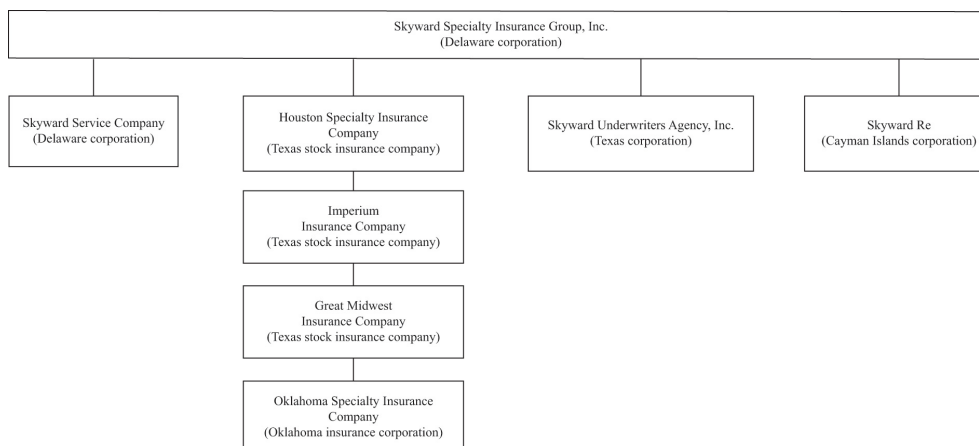 Skyward Specialty Insurance Group, Inc.
(Delaware corporation)
Skyward Service Company
(Delaware corporation)
Houston Specialty Insurance
Company
(Texas stock insurance company)
Skyward Underwriters Agency, Inc.
(Texas corporation)
Skyward Re
(Cayman Islands corporation)
Imperium
Insurance Company
(Texas stock insurance company)
Great Midwest
Insurance Company
(Texas stock insurance company)
Oklahoma Specialty Insurance
Company
(Oklahoma insurance corporation)